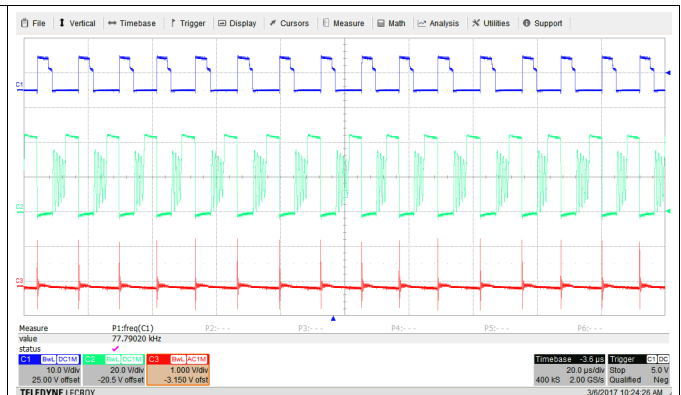 File Vertical Timebase Trigger Display Cursors Measure Math Analysis Utilities Support
C1
C2
C3
Measure P1:freq(C1) P2:- - - P3:- - - P4:- - - P5:- - - P6:- - -
value 77.79020 kHz
status ✓
C1 BwL DC1M C2 BwL DC1M C3 BwL AC1M Timebase -3.6 µs Trigger C1 DC
10.0 V/div 20.0 V/div 1.000 V/div 20.0 µs/div Stop 5.0 V
25.00 V offset -20.5 V offset -3.150 V ofst 400 kS 2.00 GS/s Qualified Neg
TELEDYNE LECROY 3/6/2017 10:24:26 AM